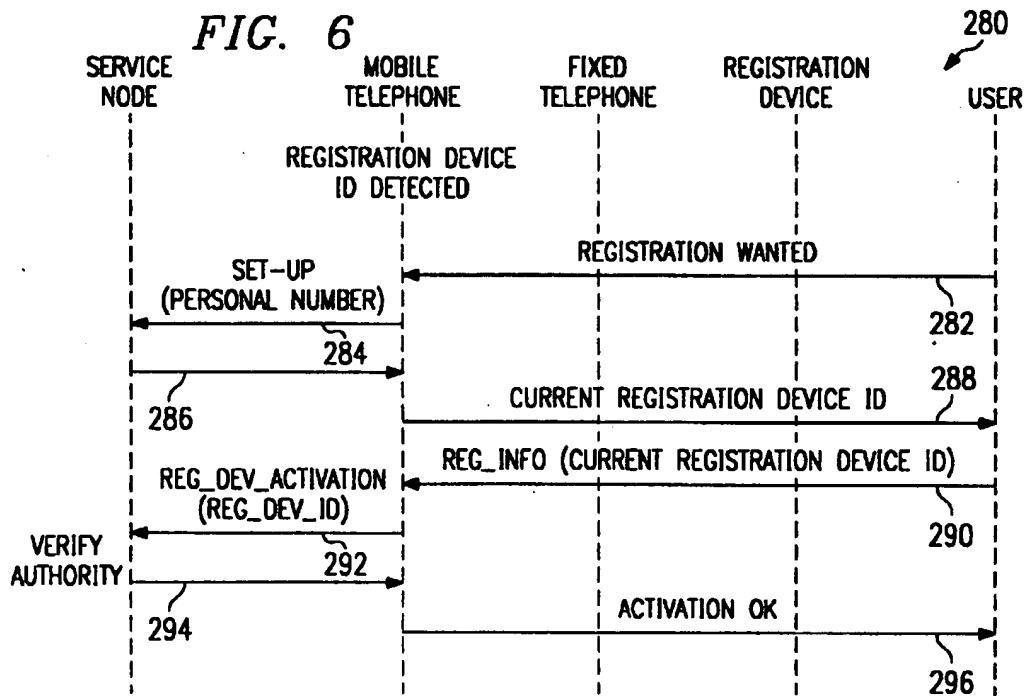 FIG. 6
280
SERVICE
NODE
MOBILE
TELEPHONE
FIXED
TELEPHONE
REGISTRATION
DEVICE
USER
REGISTRATION DEVICE
ID DETECTED
REGISTRATION WANTED
282
SET-UP
(PERSONAL NUMBER)
284
286
288
CURRENT REGISTRATION DEVICE ID
REG_INFO (CURRENT REGISTRATION DEVICE ID)
290
REG_DEV_ACTIVATION
(REG_DEV_ID)
292
VERIFY
AUTHORITY
294
ACTIVATION OK
296